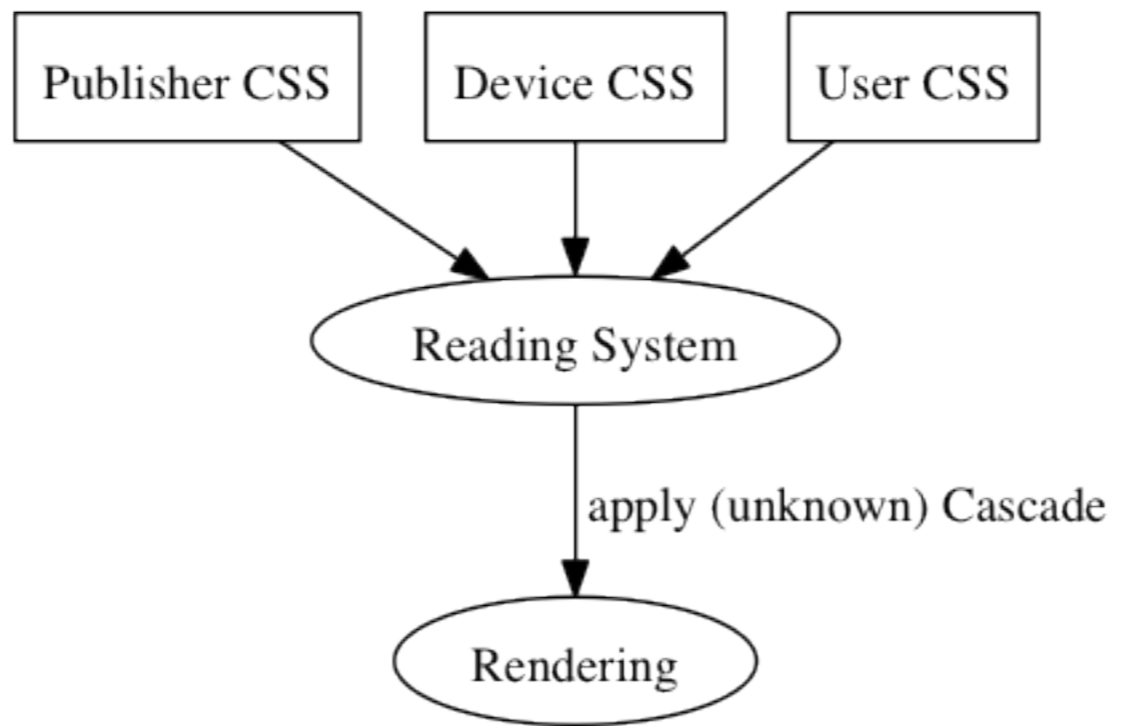 Publisher CSS
Device CSS
User CSS
Reading System
apply (unknown) Cascade
Rendering